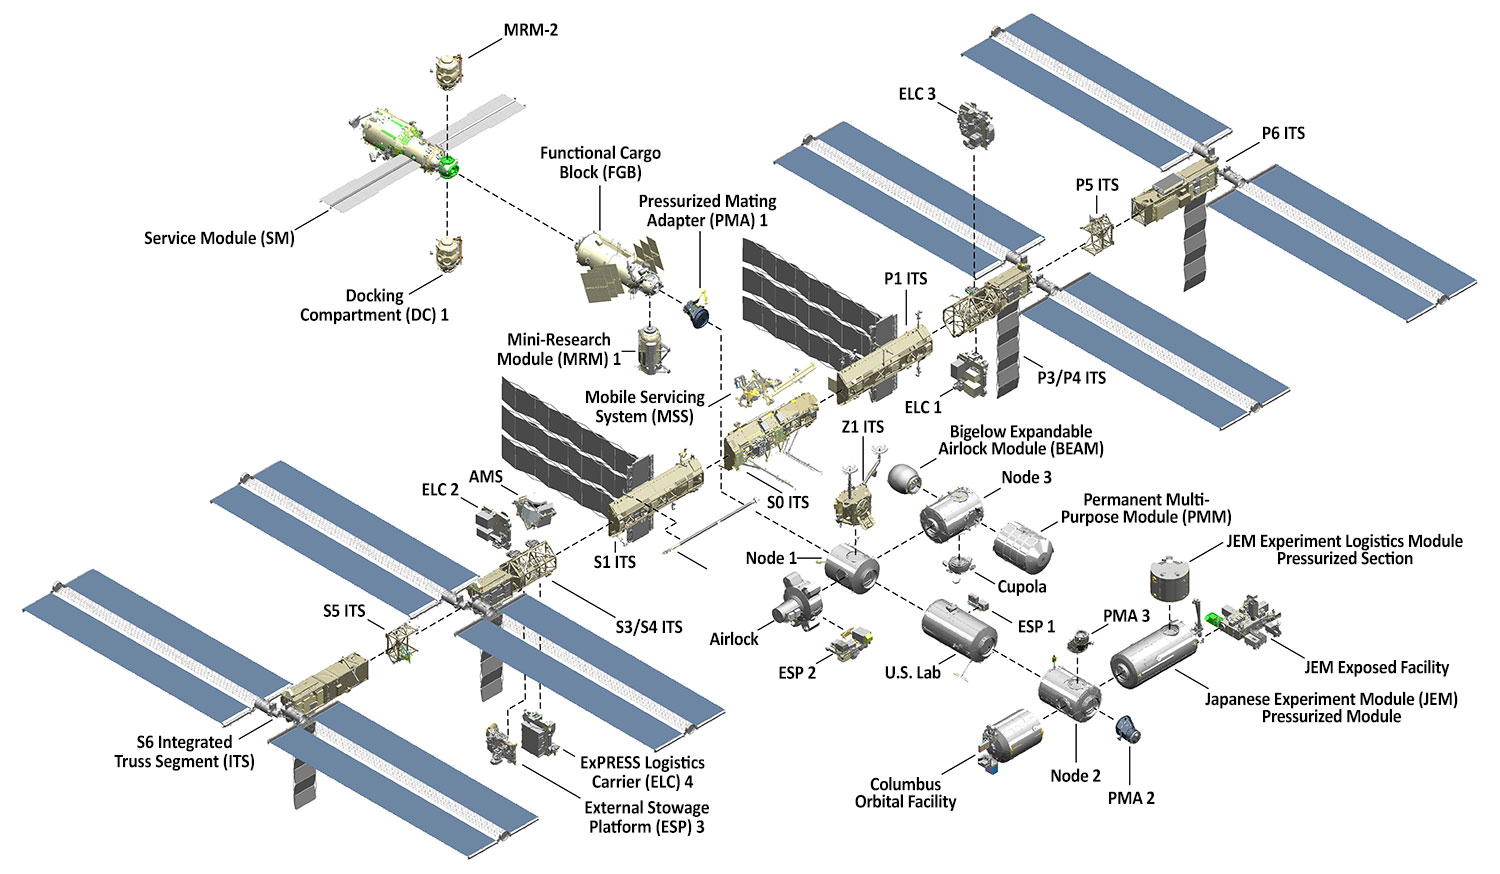 MRM-2
ELC 3
P6 ITS
Functional Cargo
Block (FGB)
P5 ITS
Pressurized Mating
Adapter (PMA) 1
Service Module (SM)
P1 ITS
Docking
Compartment (DC) 1
Mini-Research
Module (MRM) 1
P3/P4 ITS
Mobile Servicing
System (MSS)
ELC 1
Z1 ITS
Bigelow Expandable
Airlock Module (BEAM)
AMS
ELC 2
S0 ITS
Node 3
Permanent Multi-
Purpose Module (PMM)
JEM Experiment Logistics Module
Pressurized Section
S1 ITS
Node 1
Cupola
S5 ITS
S3/S4 ITS
Airlock
ESP 1
PMA 3
ESP 2
U.S. Lab
JEM Exposed Facility
Japanese Experiment Module (JEM)
Pressurized Module
S6 Integrated
Truss Segment (ITS)
ExPRESS Logistics
Carrier (ELC) 4
Node 2
Columbus
Orbital Facility
PMA 2
External Stowage
Platform (ESP) 3